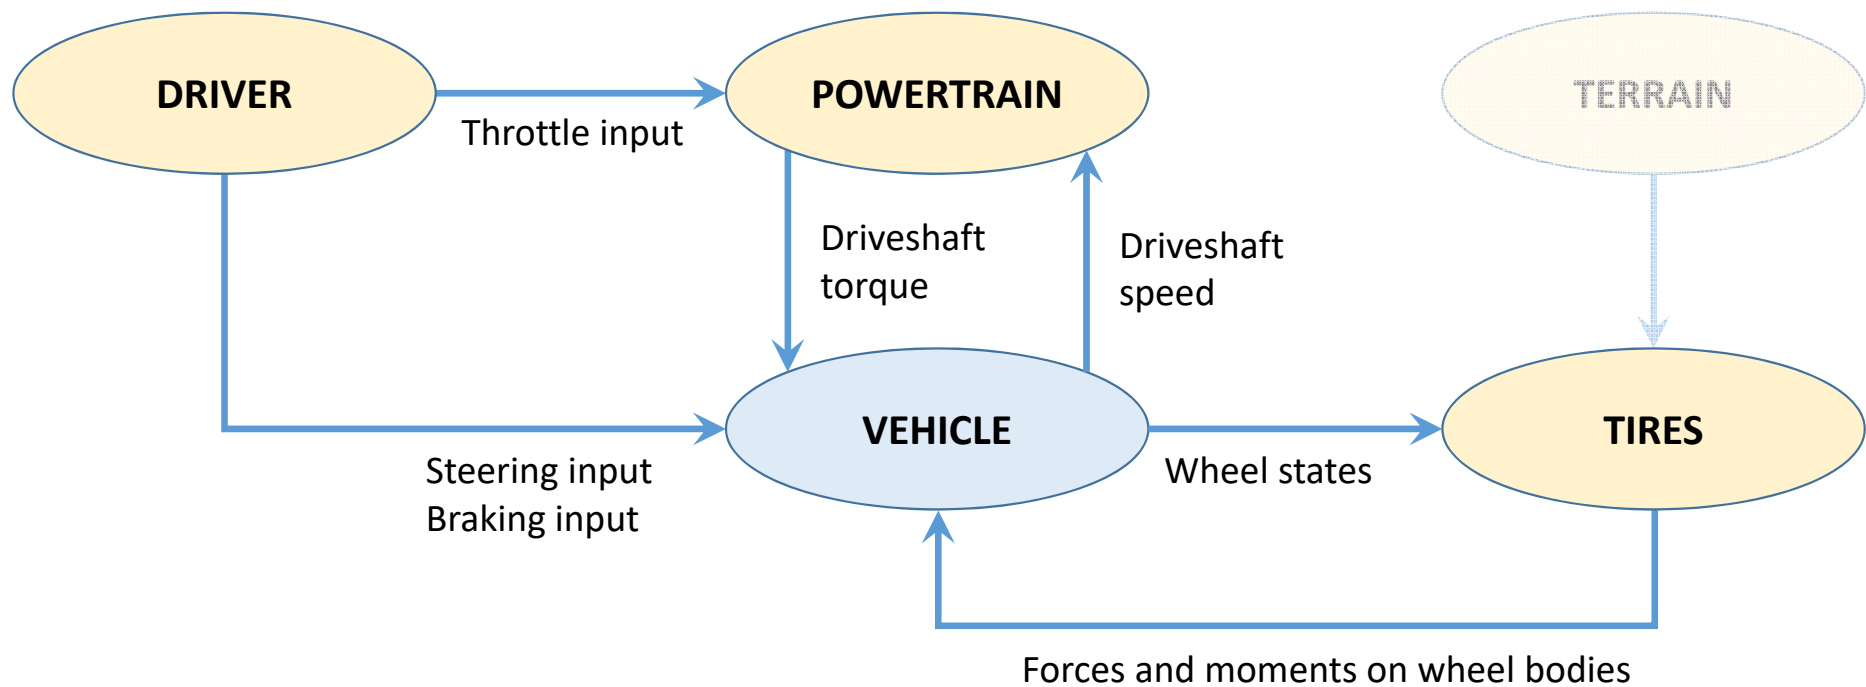 DRIVER
POWERTRAIN
TERRAIN
Throttle input
Driveshaft
torque
Driveshaft
speed
VEHICLE
TIRES
Steering input
Braking input
Wheel states
Forces and moments on wheel bodies